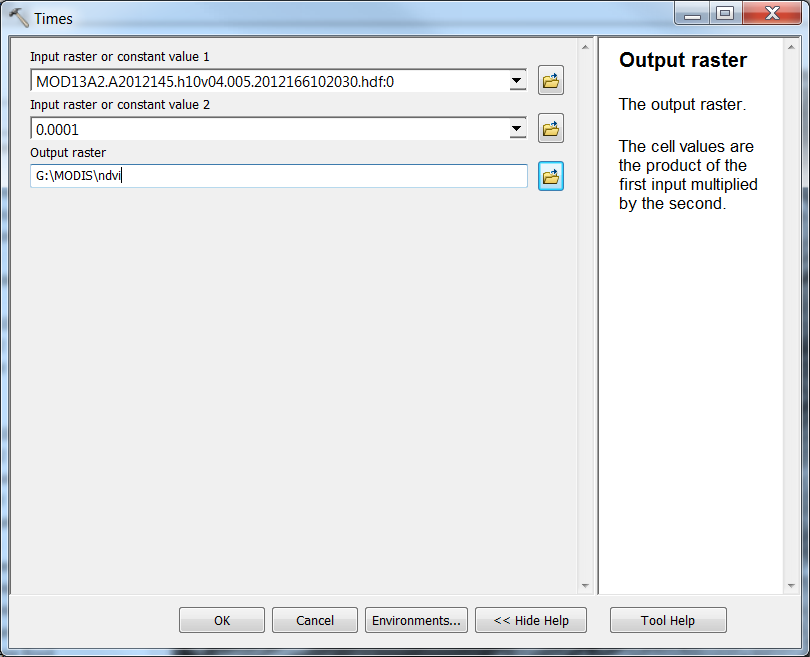 Times
Input raster or constant value 1
MOD13A2.A2012145.h10v04.005.2012166102030.hdf:0
Input raster or constant value 2
0.0001
Output raster
G:\MODIS\ndvi
Output raster
The output raster.
The cell values are
the product of the
first input multiplied
by the second.
OK
Cancel
Environments...
<< Hide Help
Tool Help